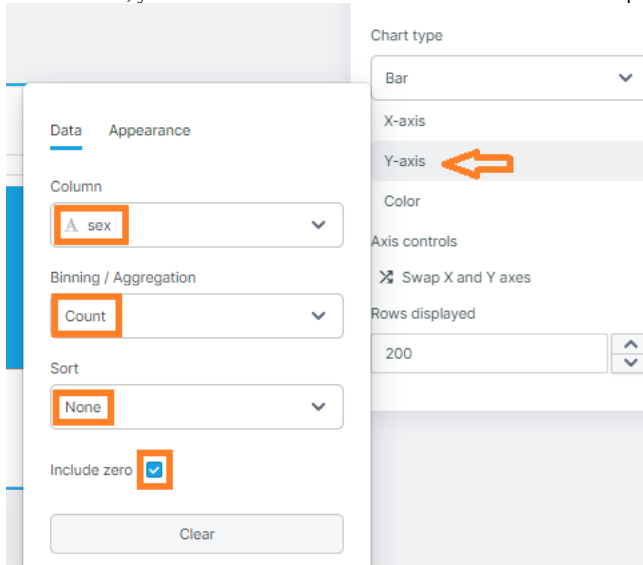 Chart type
Bar
X-axis
Y-axis
Color
Axis controls
Swap X and Y axes
Rows displayed
200
Data Appearance
Column
A sex
Binning / Aggregation
Count
Sort
None
Include zero
Clear